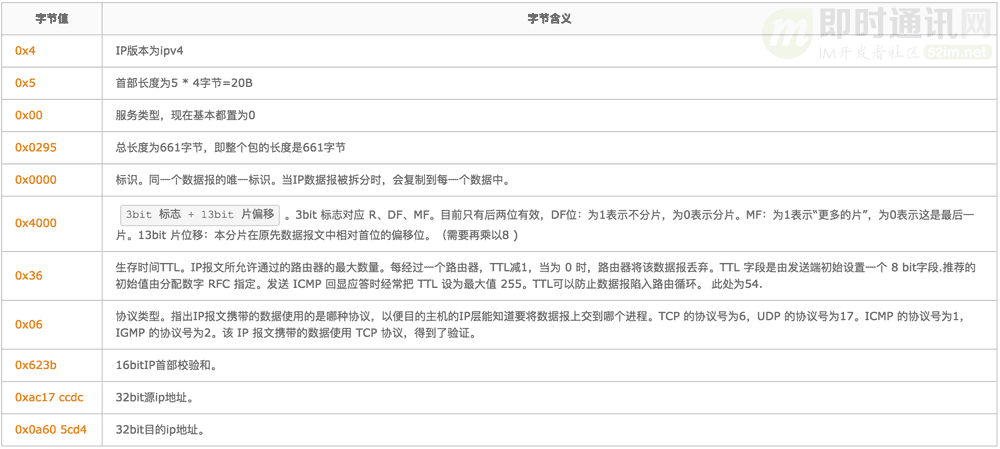 字节值 字节含义
即时通讯网
IM开发者社区 52im.net
0x4 IP版本为ipv4
0x5 首部长度为5 * 4字节=20B
0x00 服务类型，现在基本都置为0
0x0295 总长度为661字节，即整个包的长度是661字节
0x0000 标识。同一个数据报的唯一标识。当IP数据报被拆分时，会复制到每一个数据中。
0x4000 3bit 标志 + 13bit 片偏移 。3bit 标志对应 R、DF、MF。目前只有后两位有效，DF位：为1表示不分片，为0表示分片。MF：为1表示“更多的片”，为0表示这是最后一
片。13bit 片位移：本分片在原先数据报文中相对首位的偏移位。（需要再乘以8 ）
0x36 生存时间TTL。IP报文所允许通过的路由器的最大数量。每经过一个路由器，TTL减1，当为 0 时，路由器将该数据报丢弃。TTL 字段是由发送端初始设置一个 8 bit字段.推荐的
初始值由分配数字 RFC 指定。发送 ICMP 回显应答时经常把 TTL 设为最大值 255。TTL可以防止数据报陷入路由循环。 此处为54.
0x06 协议类型。指出IP报文携带的数据使用的是哪种协议，以便目的主机的IP层能知道要将数据报上交到哪个进程。TCP 的协议号为6，UDP 的协议号为17。ICMP 的协议号为1，
IGMP 的协议号为2。该 IP 报文携带的数据使用 TCP 协议，得到了验证。
0x623b 16bitIP首部校验和。
0xac17 ccdc 32bit源ip地址。
0x0a60 5cd4 32bit目的ip地址。